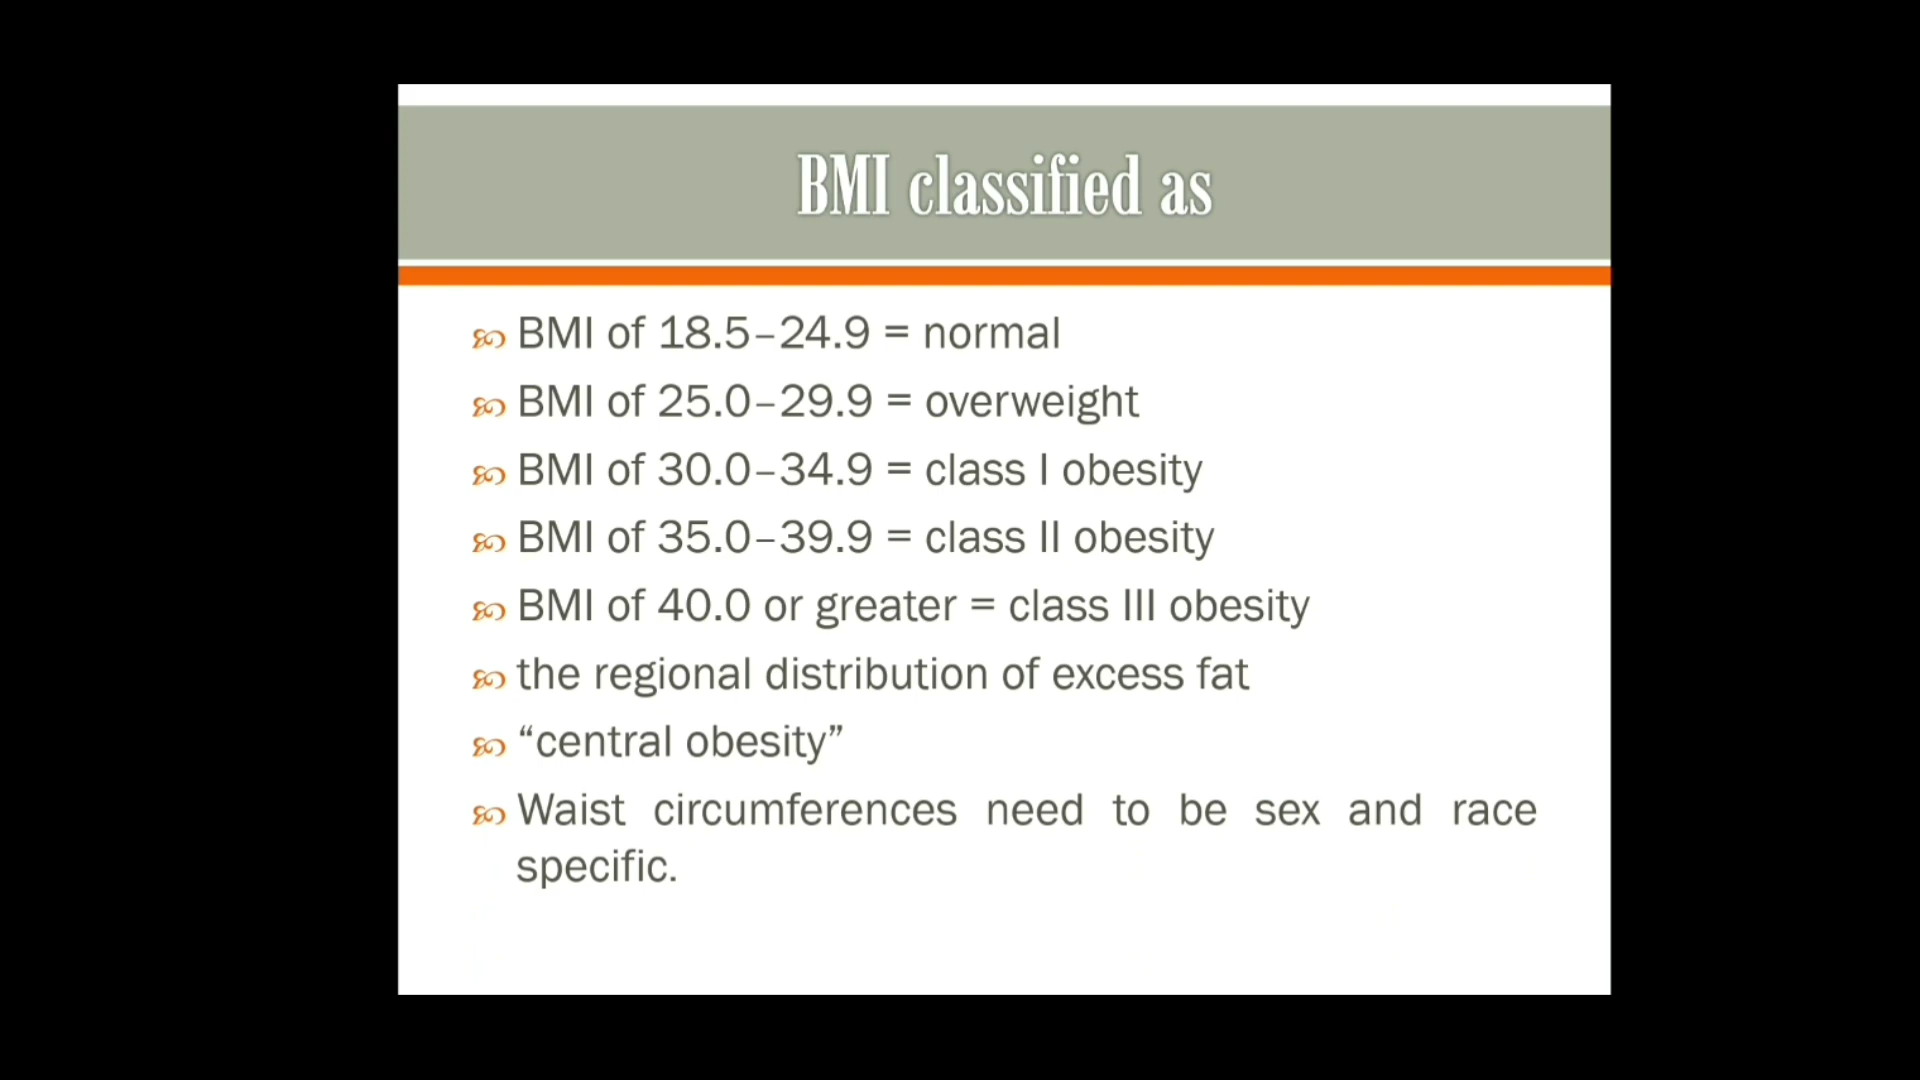 BMI classified as
BMI of 18.5–24.9 = normal
BMI of 25.0–29.9 = overweight
BMI of 30.0–34.9 = class I obesity
BMI of 35.0–39.9 = class II obesity
BMI of 40.0 or greater = class III obesity
the regional distribution of excess fat
“central obesity”
Waist circumferences need to be sex and race
specific.